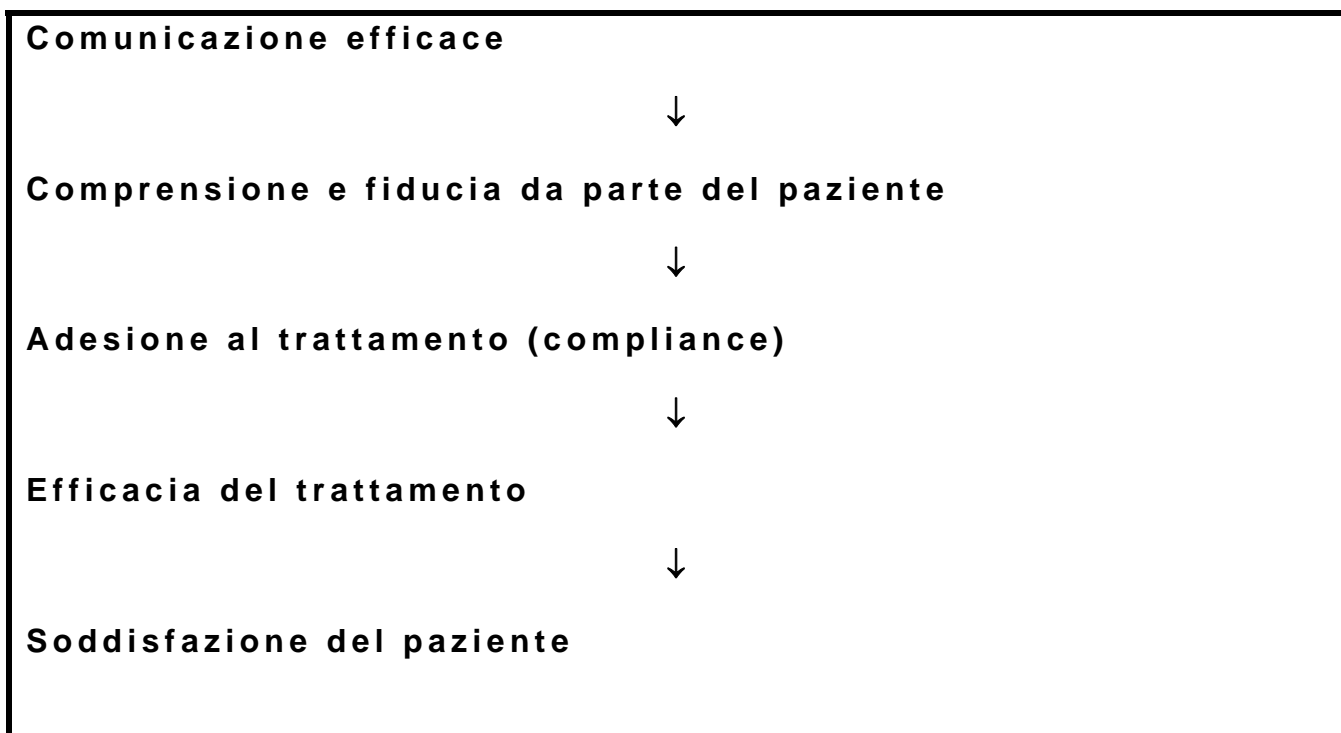 Comunicazione efficace
↓
Comprensione e fiducia da parte del paziente
↓
Adesione al trattamento (compliance)
↓
Efficacia del trattamento
↓
Soddisfazione del paziente